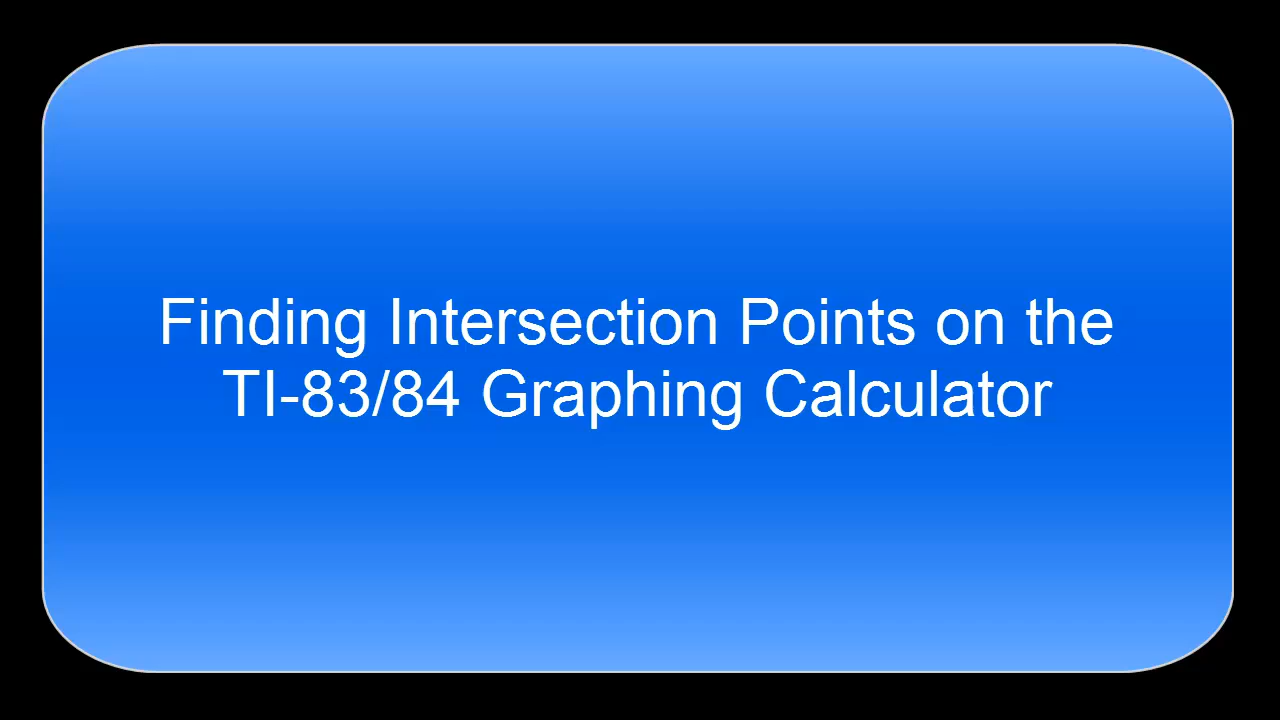 Finding Intersection Points on the
TI-83/84 Graphing Calculator